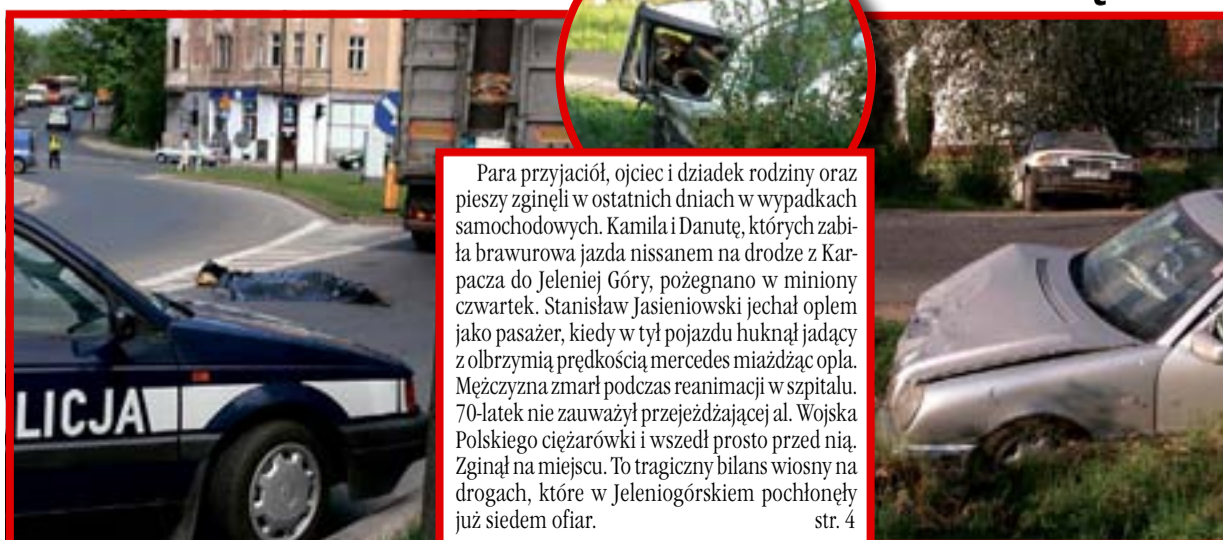 Para przyjaciół, ojciec i dziadek rodziny oraz
pieszy zginęli w ostatnich dniach w wypadkach
samochodowych. Kamila i Danutę, których zabi-
ła brawurowa jazda nissanem na drodze z Kar-
pacza do Jeleniej Góry, pożegnano w miniony
czwartek. Stanisław Jasieniowski jechał oplem
jako pasażer, kiedy w tył pojazdu huknął jadący
z olbrzymią prędkością mercedes miażdżąc opla.
Mężczyzna zmarł podczas reanimacji w szpitalu.
70-latek nie zauważył przejeżdżającej al. Wojska
Polskiego ciężarówki i wszedł prosto przed nią.
Zginął na miejscu. To tragiczny bilans wiosny na
drogach, które w Jeleniogórskiem pochłonęły
już siedem ofiar. str. 4
LICJA